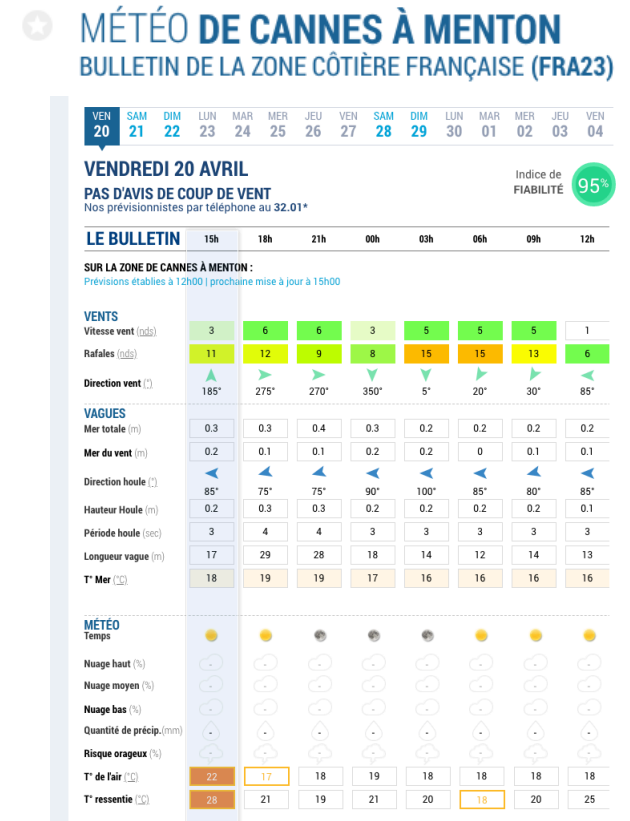 MÉTÉO DE CANNES À MENTON
BULLETIN DE LA ZONE CÔTIÈRE FRANÇAISE (FRA23)
VEN SAM DIM LUN MAR MER JEU VEN SAM DIM LUN MAR MER JEU VEN
20 21 22 23 24 25 26 27 28 29 30 01 02 03 04
VENDREDI 20 AVRIL
PAS D'AVIS DE COUP DE VENT
Nos prévisionnistes par téléphone au 32.01*
Indice de
FIABILITÉ
95%
LE BULLETIN 15h 18h 21h 00h 03h 06h 09h 12h
SUR LA ZONE DE CANNES À MENTON :
Prévisions établies à 12h00 | prochaine mise à jour à 15h00
VENTS
Vitesse vent (nds) 3 6 6 3 5 5 5 1
Rafales (nds) 11 12 9 8 15 15 13 6
Direction vent (°) 185° 275° 270° 350° 5° 20° 30° 85°
VAGUES
Mer totale (m) 0.3 0.3 0.4 0.3 0.2 0.2 0.2 0.2
Mer du vent (m) 0.2 0.1 0.1 0.2 0.2 0 0.1 0.1
Direction houle (°) 85° 75° 75° 90° 100° 85° 80° 85°
Hauteur Houle (m) 0.2 0.3 0.3 0.2 0.2 0.2 0.2 0.1
Période houle (sec) 3 4 4 3 3 3 3 3
Longueur vague (m) 17 29 28 18 14 12 14 13
T° Mer (°C) 18 19 19 17 16 16 16 16
MÉTÉO
Temps
Nuage haut (%) - - - - - - - -
Nuage moyen (%) - - - - - - - -
Nuage bas (%) - - - - - - - -
Quantité de précip.(mm) - - - - - - - -
Risque orageux (%) - - - - - - - -
T° de l'air (°C) 22 17 18 19 18 18 18 18
T° ressentie (°C) 28 21 19 21 20 18 20 25